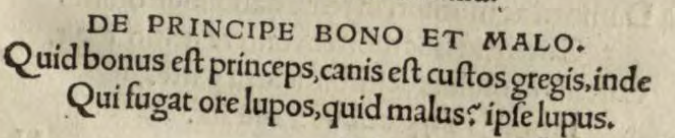 DE PRINCIPE BONO ET MALO.
Quid bonus eſt princeps, canis eſt cuſtos gregis, inde
Qui fugat ore lupos, quid malus? ipſe lupus.